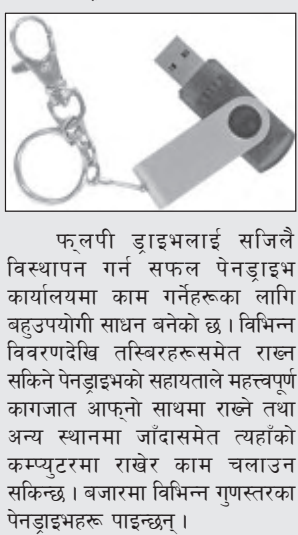 फ्लपी ड्राइभलाई सजिलै
विस्थापन गर्न सफल पेनड्राइभ
कार्यालयमा काम गर्नेहरूका लागि
बहुउपयोगी साधन बनेको छ । विभिन्न
विवरणदेखि तस्बिरहरूसमेत राख्न
सकिने पेनड्राइभको सहायताले महत्त्वपूर्ण
कागजात आफ्नो साथमा राख्ने तथा
अन्य स्थानमा जाँदासमेत त्यहाँको
कम्प्युटरमा राखेर काम चलाउन
सकिन्छ । बजारमा विभिन्न गुणस्तरका
पेनड्राइभहरू पाइन्छन् ।